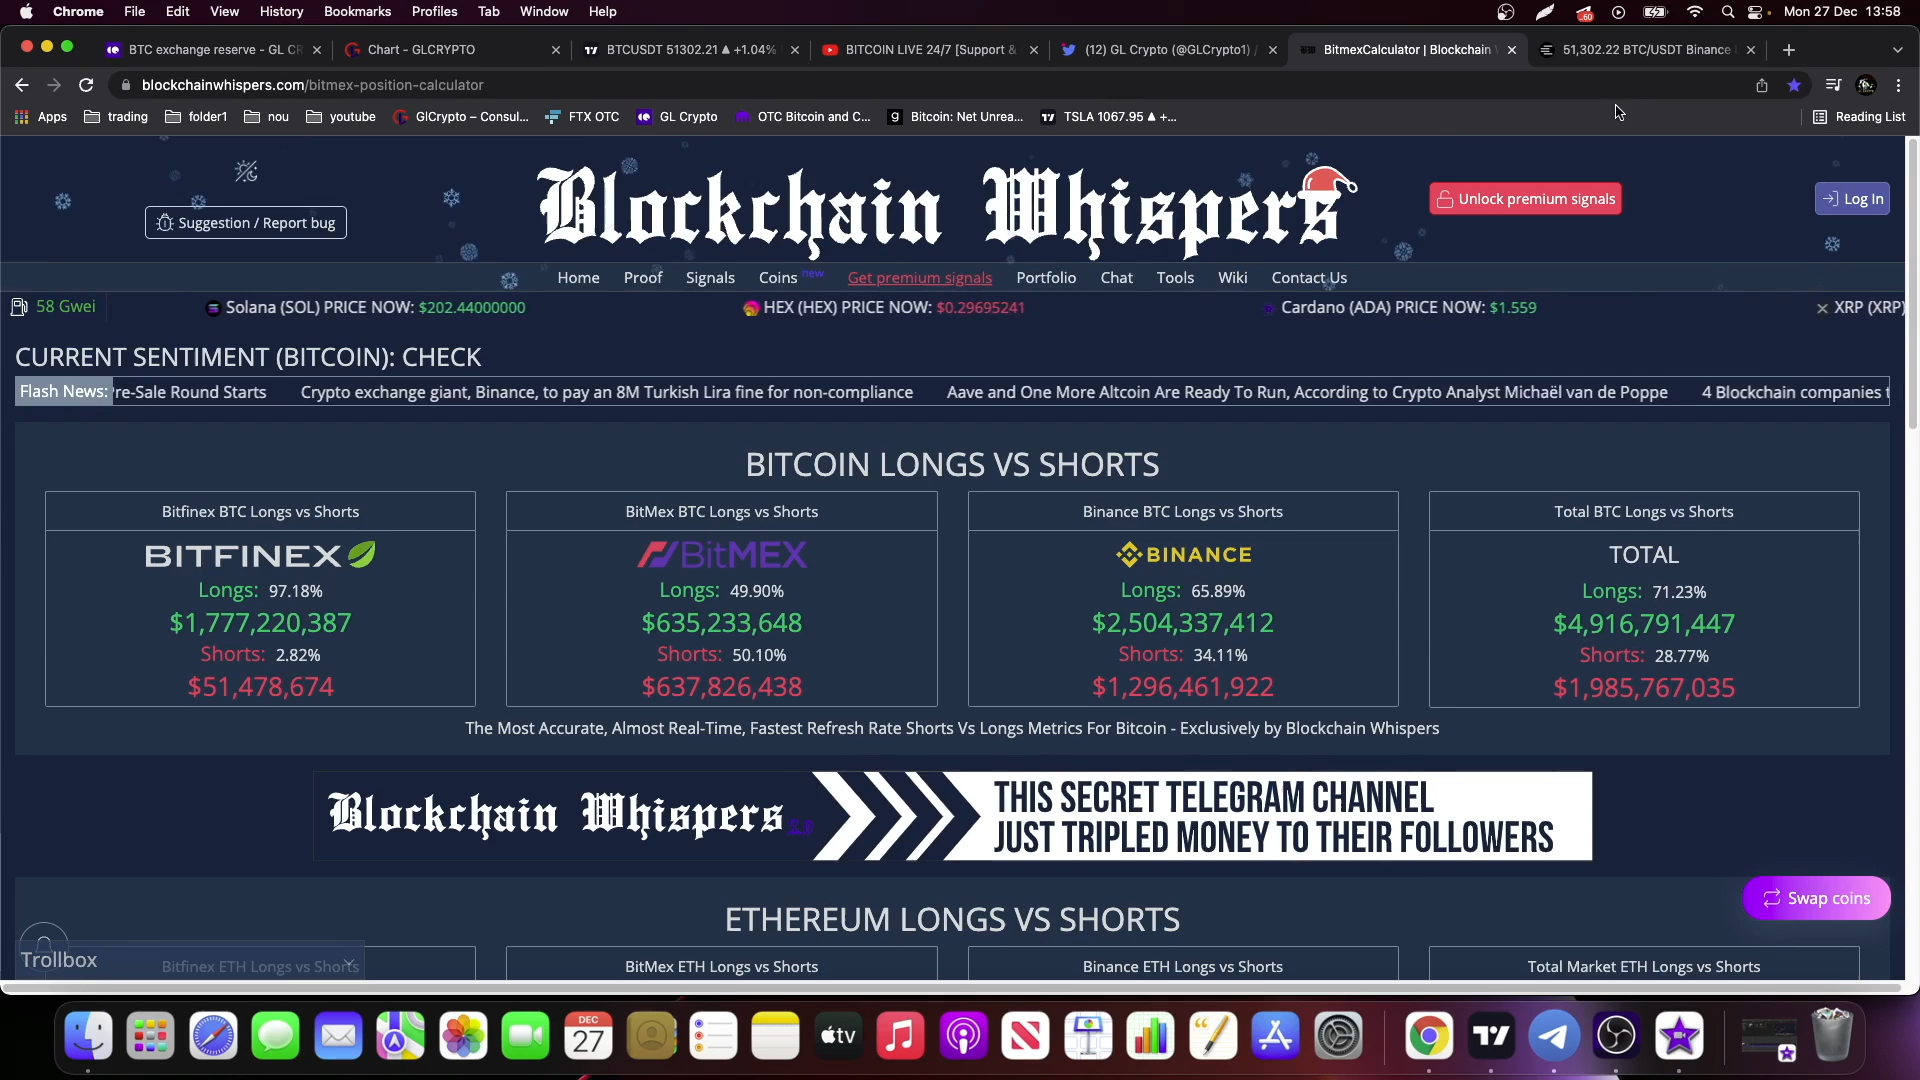 Chrome File Edit View History Bookmarks Profiles Tab Window Help Mon 27 Dec 13:58
BTC exchange reserve - GL CR Chart - GLCRYPTO BTCUSDT 51302.21 ▲ +1.04% BITCOIN LIVE 24/7 [Support & (12) GL Crypto (@GLCrypto1) / BitmexCalculator | Blockchain 51,302.22 BTC/USDT Binance
blockchainwhispers.com/bitmex-position-calculator
Apps trading folder1 nou youtube GlCrypto – Consul... FTX OTC GL Crypto OTC Bitcoin and C... Bitcoin: Net Unrea... TSLA 1067.95 ▲ +... Reading List
Suggestion / Report bug
Blockchain Whispers
Unlock premium signals
Log In
Home Proof Signals Coins new Get premium signals Portfolio Chat Tools Wiki Contact Us
58 Gwei Solana (SOL) PRICE NOW: $202.44000000 HEX (HEX) PRICE NOW: $0.29695241 Cardano (ADA) PRICE NOW: $1.559 XRP (XRP)
CURRENT SENTIMENT (BITCOIN): CHECK
Flash News: Pre-Sale Round Starts Crypto exchange giant, Binance, to pay an 8M Turkish Lira fine for non-compliance Aave and One More Altcoin Are Ready To Run, According to Crypto Analyst Michaël van de Poppe 4 Blockchain companies
BITCOIN LONGS VS SHORTS
Bitfinex BTC Longs vs Shorts
BITFINEX
Longs: 97.18%
$1,777,220,387
Shorts: 2.82%
$51,478,674
BitMex BTC Longs vs Shorts
BitMEX
Longs: 49.90%
$635,233,648
Shorts: 50.10%
$637,826,438
Binance BTC Longs vs Shorts
BINANCE
Longs: 65.89%
$2,504,337,412
Shorts: 34.11%
$1,296,461,922
Total BTC Longs vs Shorts
TOTAL
Longs: 71.23%
$4,916,791,447
Shorts: 28.77%
$1,985,767,035
The Most Accurate, Almost Real-Time, Fastest Refresh Rate Shorts Vs Longs Metrics For Bitcoin - Exclusively by Blockchain Whispers
Blockchain Whispers
THIS SECRET TELEGRAM CHANNEL
JUST TRIPLED MONEY TO THEIR FOLLOWERS
Swap coins
ETHEREUM LONGS VS SHORTS
Trollbox
Bitfinex ETH Longs vs Shorts BitMex ETH Longs vs Shorts Binance ETH Longs vs Shorts Total Market ETH Longs vs Shorts
DEC
27
tv